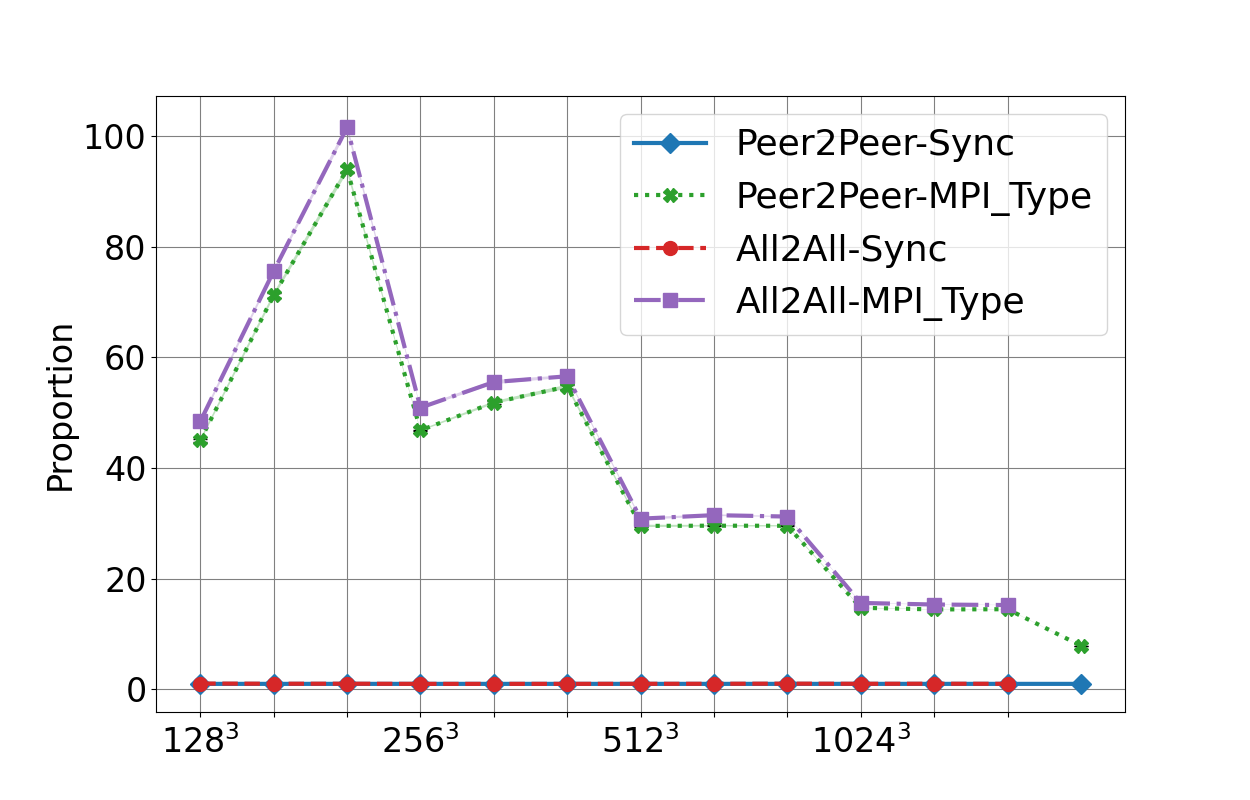 Proportion
100
80
60
40
20
0
128³
256³
512³
1024³
Peer2Peer-Sync
Peer2Peer-MPI_Type
All2All-Sync
All2All-MPI_Type